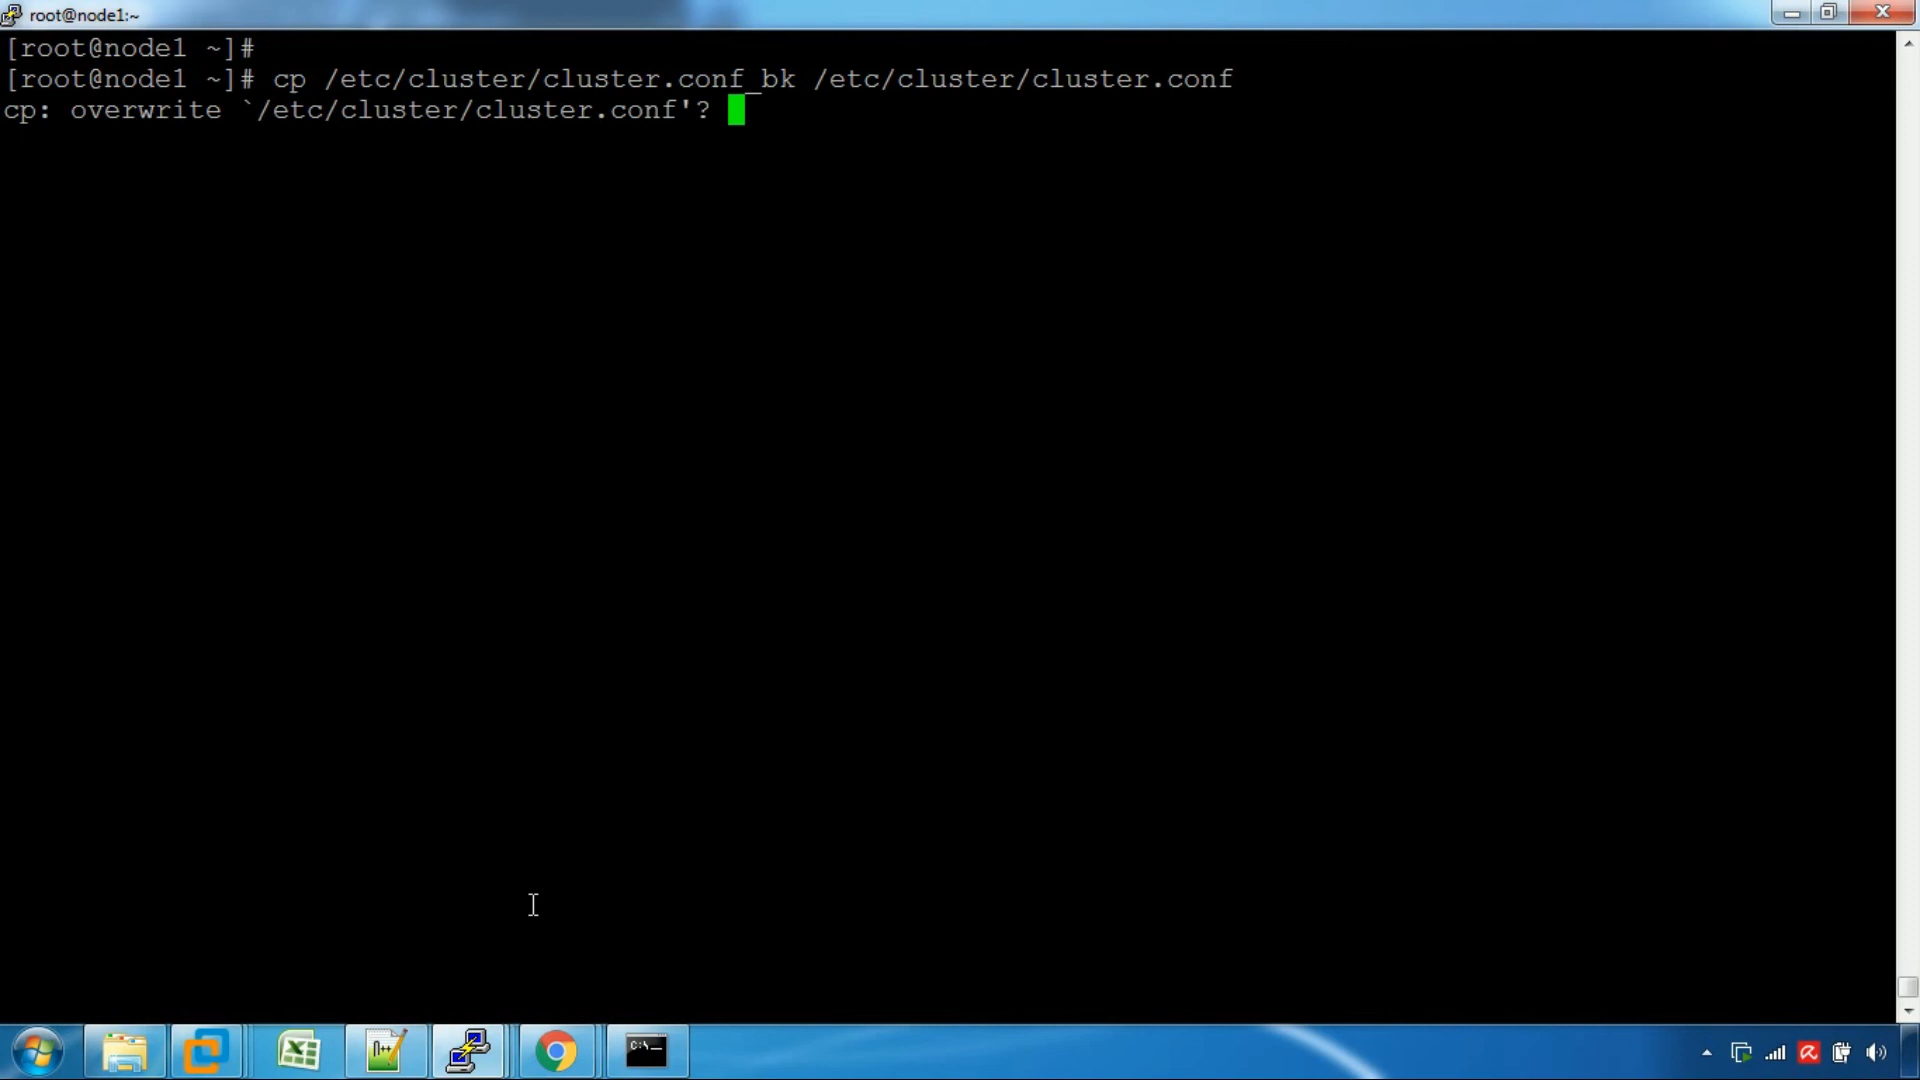 root@node1:~
[root@node1 ~]#
[root@node1 ~]# cp /etc/cluster/cluster.conf_bk /etc/cluster/cluster.conf
cp: overwrite `/etc/cluster/cluster.conf'?
C:\_